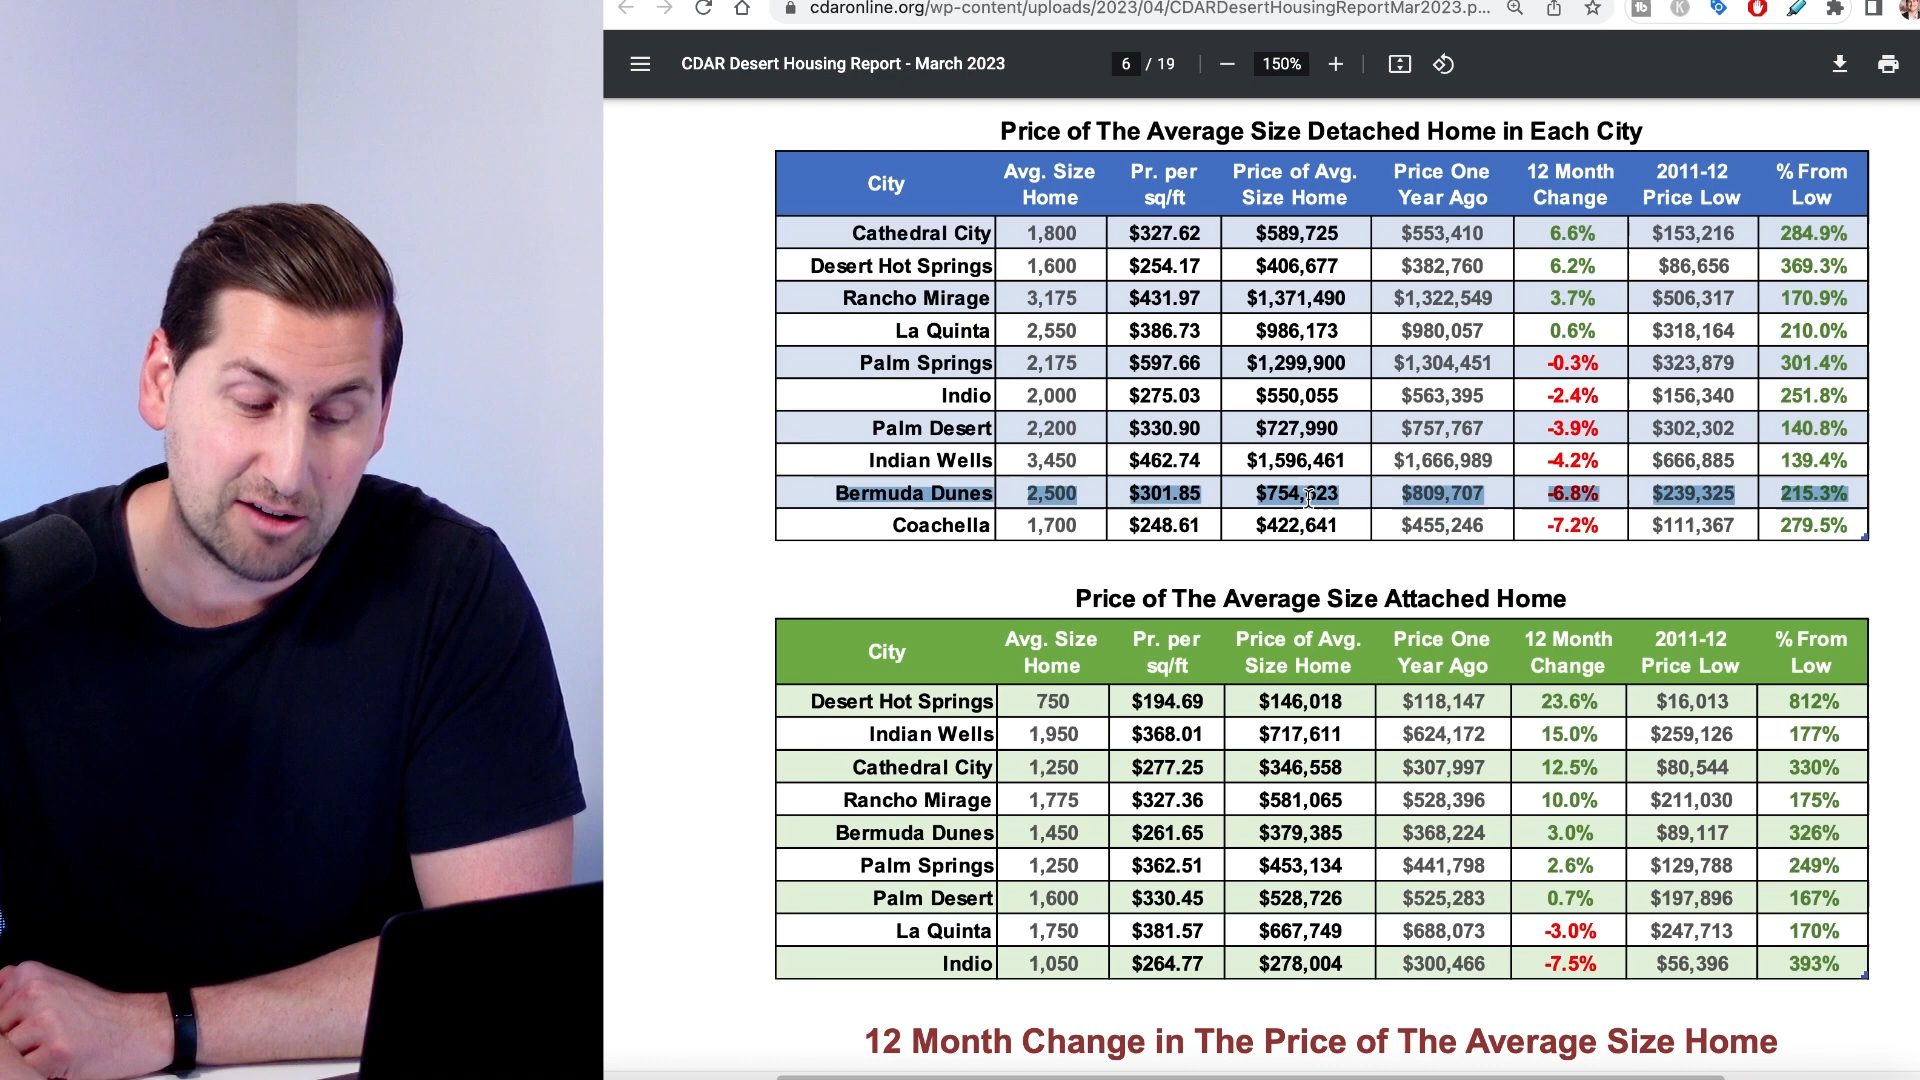 cdaronline.org/wp-content/uploads/2023/04/CDARDesertHousingReportMar2023.p...
CDAR Desert Housing Report - March 2023 6 / 19 150%
Price of The Average Size Detached Home in Each City
City Avg. Size Home Pr. per sq/ft Price of Avg. Size Home Price One Year Ago 12 Month Change 2011-12 Price Low % From Low
Cathedral City 1,800 $327.62 $589,725 $553,410 6.6% $153,216 284.9%
Desert Hot Springs 1,600 $254.17 $406,677 $382,760 6.2% $86,656 369.3%
Rancho Mirage 3,175 $431.97 $1,371,490 $1,322,549 3.7% $506,317 170.9%
La Quinta 2,550 $386.73 $986,173 $980,057 0.6% $318,164 210.0%
Palm Springs 2,175 $597.66 $1,299,900 $1,304,451 -0.3% $323,879 301.4%
Indio 2,000 $275.03 $550,055 $563,395 -2.4% $156,340 251.8%
Palm Desert 2,200 $330.90 $727,990 $757,767 -3.9% $302,302 140.8%
Indian Wells 3,450 $462.74 $1,596,461 $1,666,989 -4.2% $666,885 139.4%
Bermuda Dunes 2,500 $301.85 $754,623 $809,707 -6.8% $239,325 215.3%
Coachella 1,700 $248.61 $422,641 $455,246 -7.2% $111,367 279.5%
Price of The Average Size Attached Home
City Avg. Size Home Pr. per sq/ft Price of Avg. Size Home Price One Year Ago 12 Month Change 2011-12 Price Low % From Low
Desert Hot Springs 750 $194.69 $146,018 $118,147 23.6% $16,013 812%
Indian Wells 1,950 $368.01 $717,611 $624,172 15.0% $259,126 177%
Cathedral City 1,250 $277.25 $346,558 $307,997 12.5% $80,544 330%
Rancho Mirage 1,775 $327.36 $581,065 $528,396 10.0% $211,030 175%
Bermuda Dunes 1,450 $261.65 $379,385 $368,224 3.0% $89,117 326%
Palm Springs 1,250 $362.51 $453,134 $441,798 2.6% $129,788 249%
Palm Desert 1,600 $330.45 $528,726 $525,283 0.7% $197,896 167%
La Quinta 1,750 $381.57 $667,749 $688,073 -3.0% $247,713 170%
Indio 1,050 $264.77 $278,004 $300,466 -7.5% $56,396 393%
12 Month Change in The Price of The Average Size Home